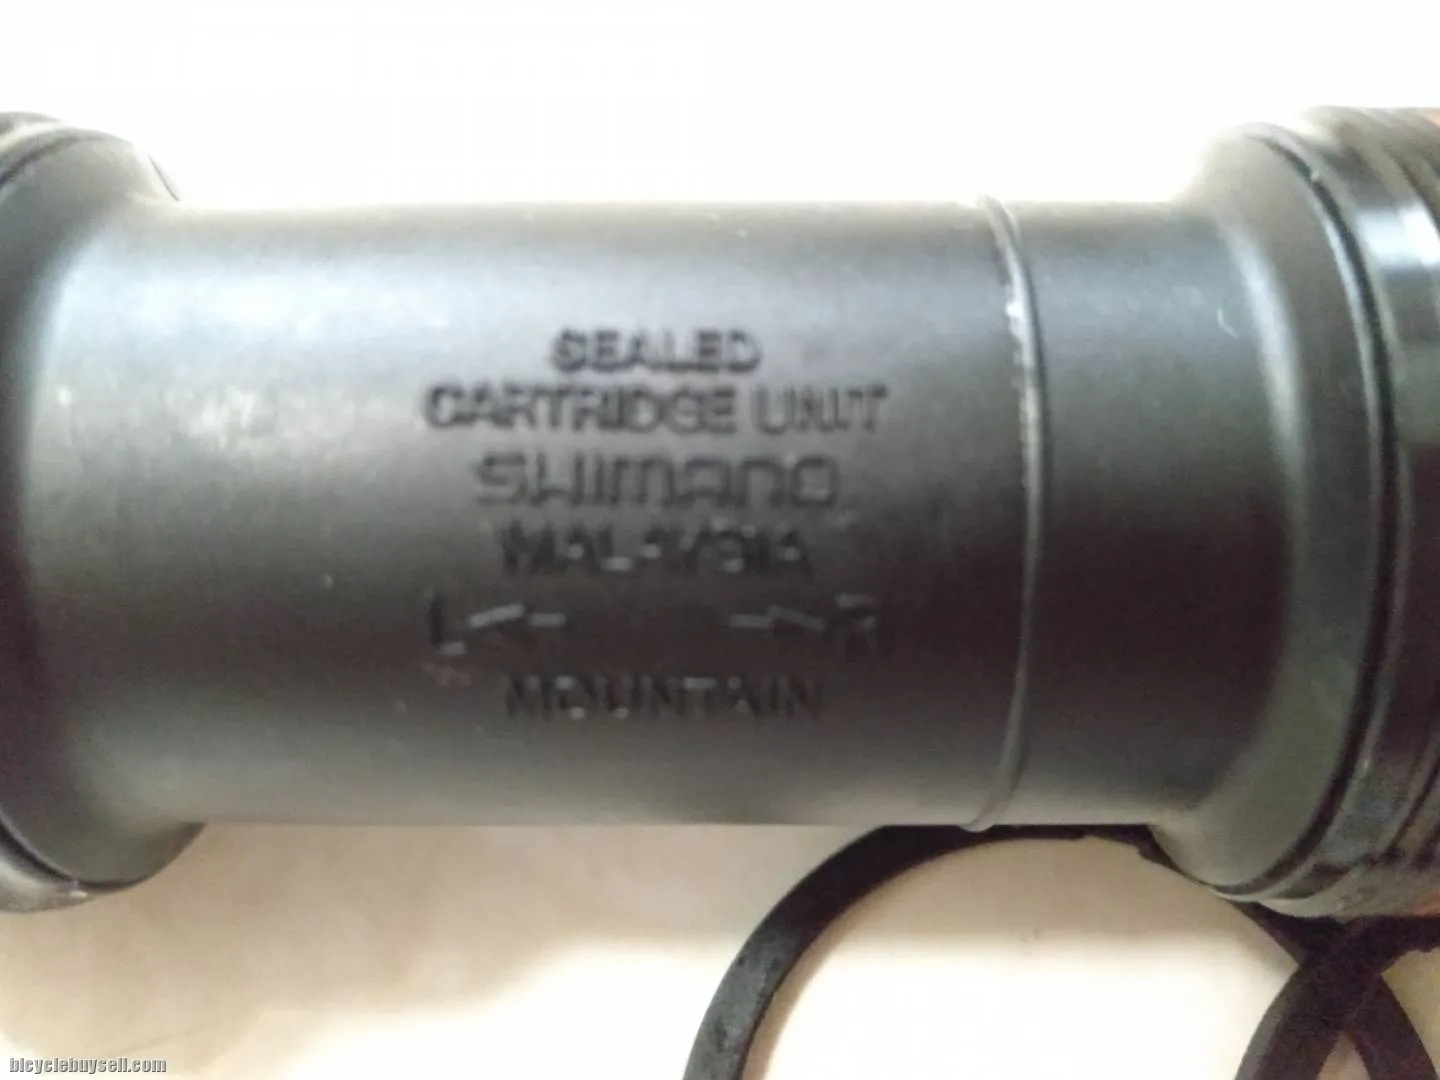 SEALED
CARTRIDGE UNIT
SHIMANO
MALAYSIA
L ← → R
MOUNTAIN
bicyclebuysell.com